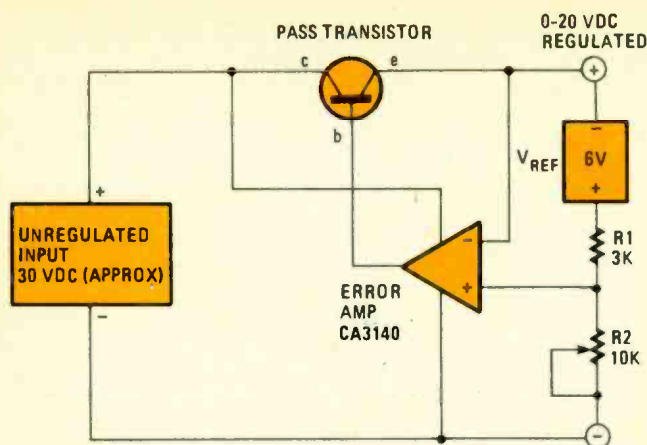 PASS TRANSISTOR
0-20 VDC
REGULATED
c
e
+
b
VREF
-
6V
+
+
UNREGULATED
INPUT
30 VDC (APPROX)
-
-
+
R1
3K
ERROR
AMP
CA3140
R2
10K
-